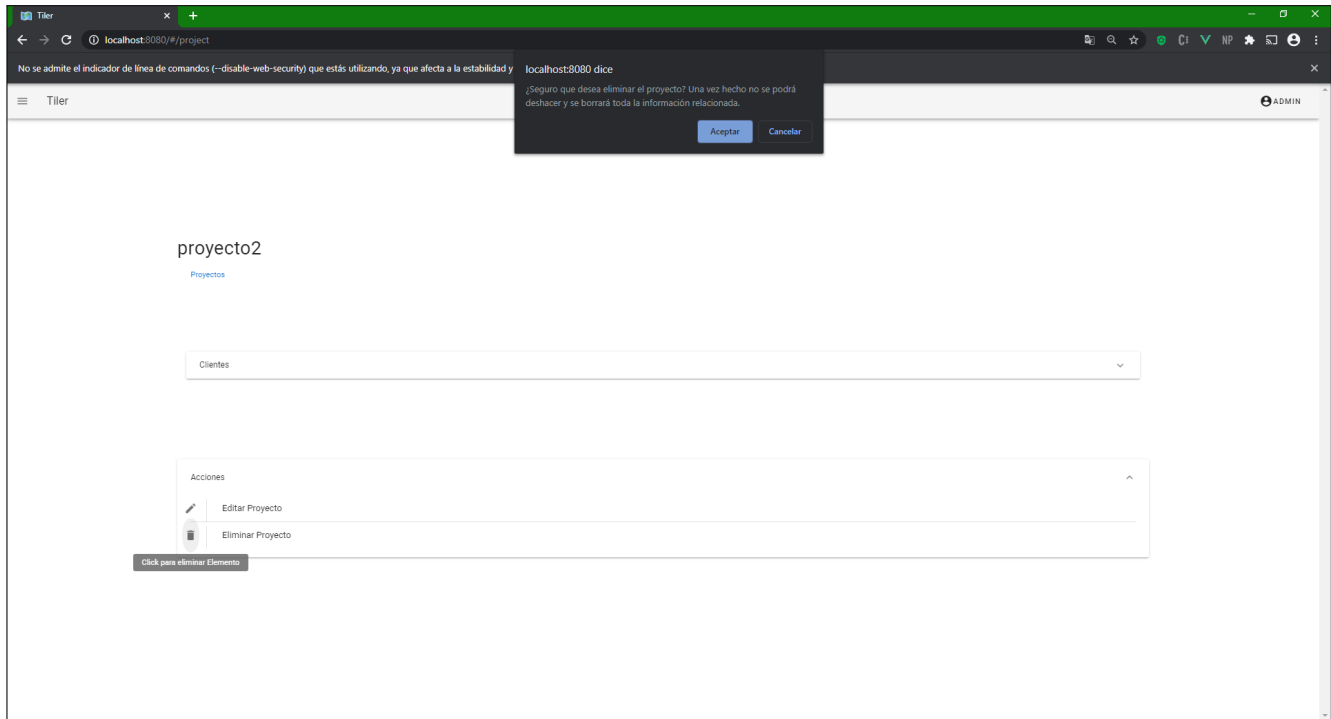 Tiler
localhost:8080/#/project
NP
No se admite el indicador de línea de comandos (--disable-web-security) que estás utilizando, ya que afecta a la estabilidad y
localhost:8080 dice
¿Seguro que desea eliminar el proyecto? Una vez hecho no se podrá
deshacer y se borrará toda la información relacionada.
Aceptar Cancelar
Tiler
ADMIN
proyecto2
Proyectos
Clientes
Acciones
Editar Proyecto
Eliminar Proyecto
Click para eliminar Elemento